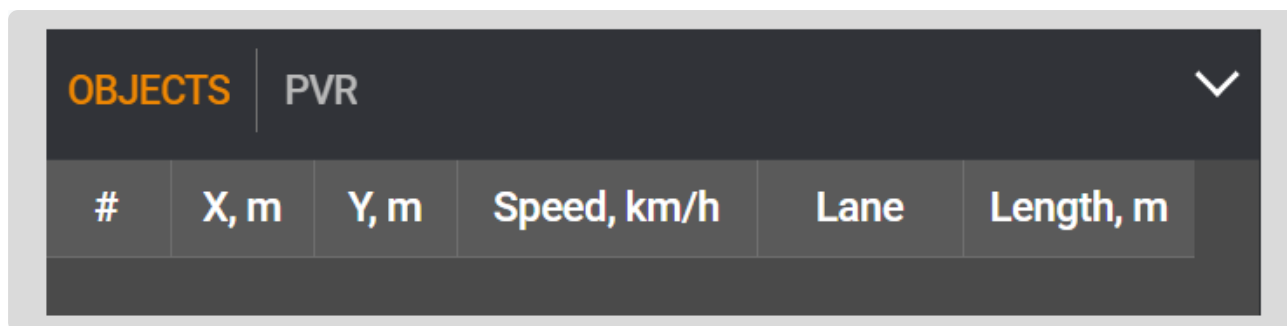 OBJECTS PVR
# X, m Y, m Speed, km/h Lane Length, m